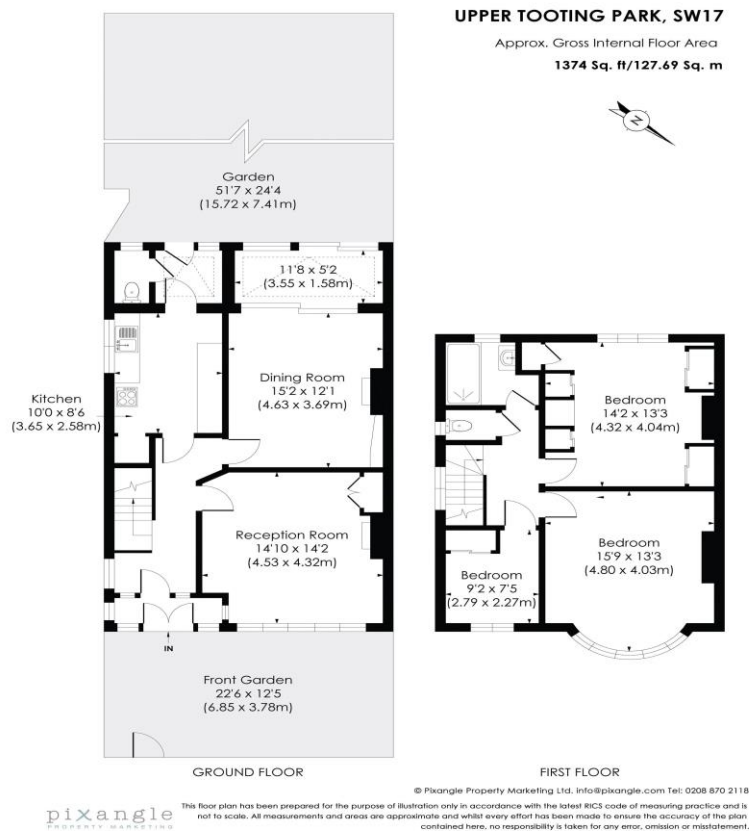 UPPER TOOTING PARK, SW17
Approx. Gross Internal Floor Area
1374 Sq. ft/127.69 Sq. m
N
Garden
51'7 x 24'4
(15.72 x 7.41m)
11'8 x 5'2
(3.55 x 1.58m)
Kitchen
10'0 x 8'6
(3.65 x 2.58m)
Dining Room
15'2 x 12'1
(4.63 x 3.69m)
Reception Room
14'10 x 14'2
(4.53 x 4.32m)
IN
Front Garden
22'6 x 12'5
(6.85 x 3.78m)
GROUND FLOOR
Bedroom
14'2 x 13'3
(4.32 x 4.04m)
Bedroom
15'9 x 13'3
(4.80 x 4.03m)
Bedroom
9'2 x 7'5
(2.79 x 2.27m)
FIRST FLOOR
© Pixangle Property Marketing Ltd. info@pixangle.com Tel: 0208 870 2118
pixangle
PROPERTY MARKETING
This floor plan has been prepared for the purpose of illustration only in accordance with the latest RICS code of measuring practice and is
not to scale. All measurements and areas are approximate and whilst every effort has been made to ensure the accuracy of the plan
contained here, no responsibility is taken for any error, omission or misstatement.